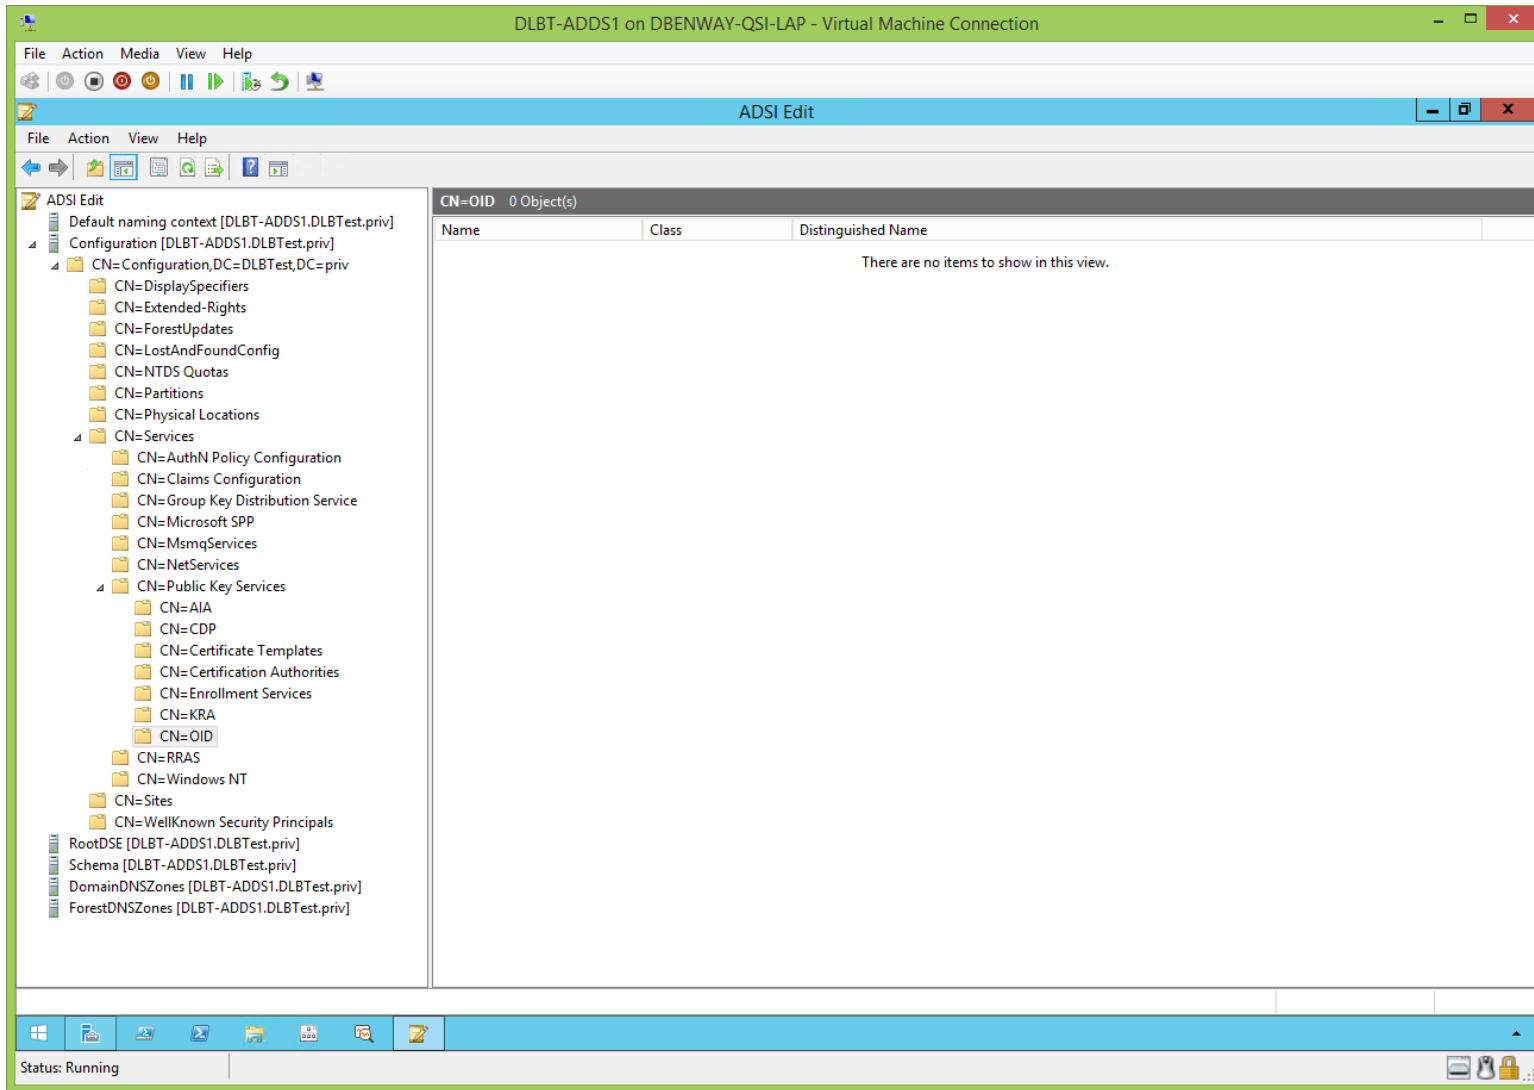 DLBT-ADDS1 on DBENWAY-QSI-LAP - Virtual Machine Connection
File Action Media View Help
ADSI Edit
File Action View Help
ADSI Edit
Default naming context [DLBT-ADDS1.DLBTest.priv]
Configuration [DLBT-ADDS1.DLBTest.priv]
CN=Configuration,DC=DLBTest,DC=priv
CN=DisplaySpecifiers
CN=Extended-Rights
CN=ForestUpdates
CN=LostAndFoundConfig
CN=NTDS Quotas
CN=Partitions
CN=Physical Locations
CN=Services
CN=AuthN Policy Configuration
CN=Claims Configuration
CN=Group Key Distribution Service
CN=Microsoft SPP
CN=MsmqServices
CN=NetServices
CN=Public Key Services
CN=AIA
CN=CDP
CN=Certificate Templates
CN=Certification Authorities
CN=Enrollment Services
CN=KRA
CN=OID
CN=RRAS
CN=Windows NT
CN=Sites
CN=WellKnown Security Principals
RootDSE [DLBT-ADDS1.DLBTest.priv]
Schema [DLBT-ADDS1.DLBTest.priv]
DomainDNSZones [DLBT-ADDS1.DLBTest.priv]
ForestDNSZones [DLBT-ADDS1.DLBTest.priv]
CN=OID 0 Object(s)
Name Class Distinguished Name
There are no items to show in this view.
Status: Running